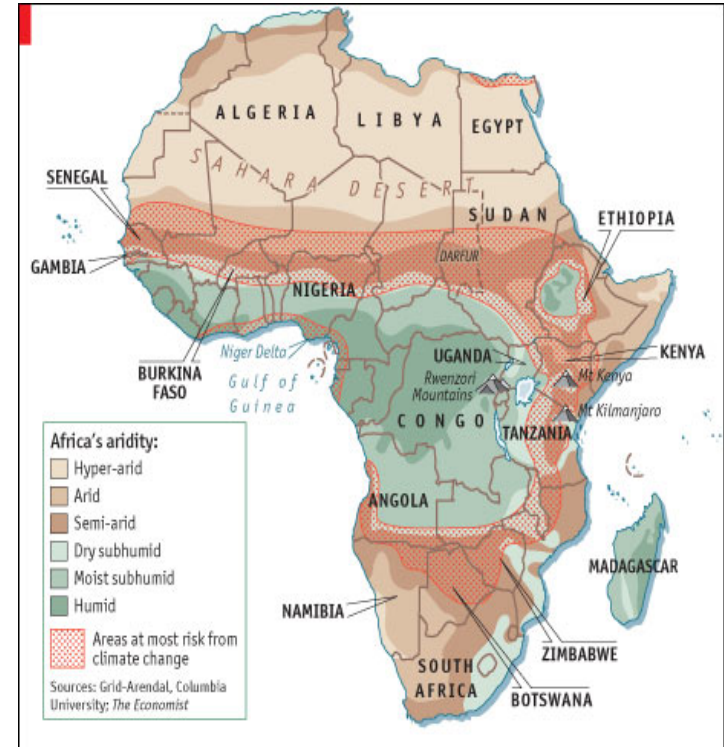 ALGERIA
LIBYA
EGYPT
SAHARA DESERT
SENEGAL
SUDAN
ETHIOPIA
DARFUR
GAMBIA
NIGERIA
BURKINA
FASO
Niger Delta
Gulf of
Guinea
UGANDA
KENYA
Rwenzori
Mountains
Mt Kenya
Mt Kilimanjaro
CONGO
TANZANIA
ANGOLA
MADAGASCAR
NAMIBIA
ZIMBABWE
SOUTH
AFRICA
BOTSWANA
Africa's aridity:
Hyper-arid
Arid
Semi-arid
Dry subhumid
Moist subhumid
Humid
Areas at most risk from
climate change
Sources: Grid-Arendal, Columbia
University; The Economist